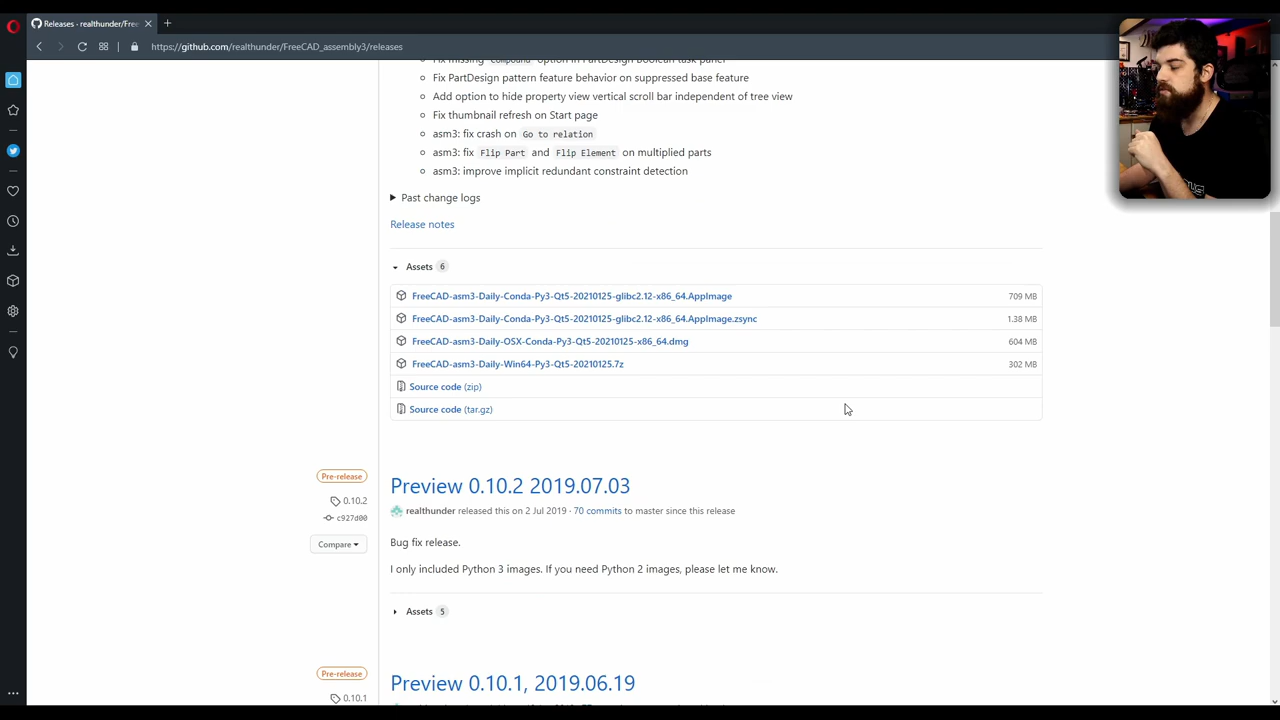 Releases · realthunder/Free
https://github.com/realthunder/FreeCAD_assembly3/releases
Fix missing "Compound" option in PartDesign Boolean task panel
Fix PartDesign pattern feature behavior on suppressed base feature
Add option to hide property view vertical scroll bar independent of tree view
Fix thumbnail refresh on Start page
asm3: fix crash on Go to relation
asm3: fix Flip Part and Flip Element on multiplied parts
asm3: improve implicit redundant constraint detection
Past change logs
Release notes
Assets 6
FreeCAD-asm3-Daily-Conda-Py3-Qt5-20210125-glibc2.12-x86_64.AppImage 709 MB
FreeCAD-asm3-Daily-Conda-Py3-Qt5-20210125-glibc2.12-x86_64.AppImage.zsync 1.38 MB
FreeCAD-asm3-Daily-OSX-Conda-Py3-Qt5-20210125-x86_64.dmg 604 MB
FreeCAD-asm3-Daily-Win64-Py3-Qt5-20210125.7z 302 MB
Source code (zip)
Source code (tar.gz)
Pre-release
0.10.2
c927d00
Compare
Preview 0.10.2 2019.07.03
realthunder released this on 2 Jul 2019 · 70 commits to master since this release
Bug fix release.
I only included Python 3 images. If you need Python 2 images, please let me know.
Assets 5
Pre-release
0.10.1
Preview 0.10.1, 2019.06.19